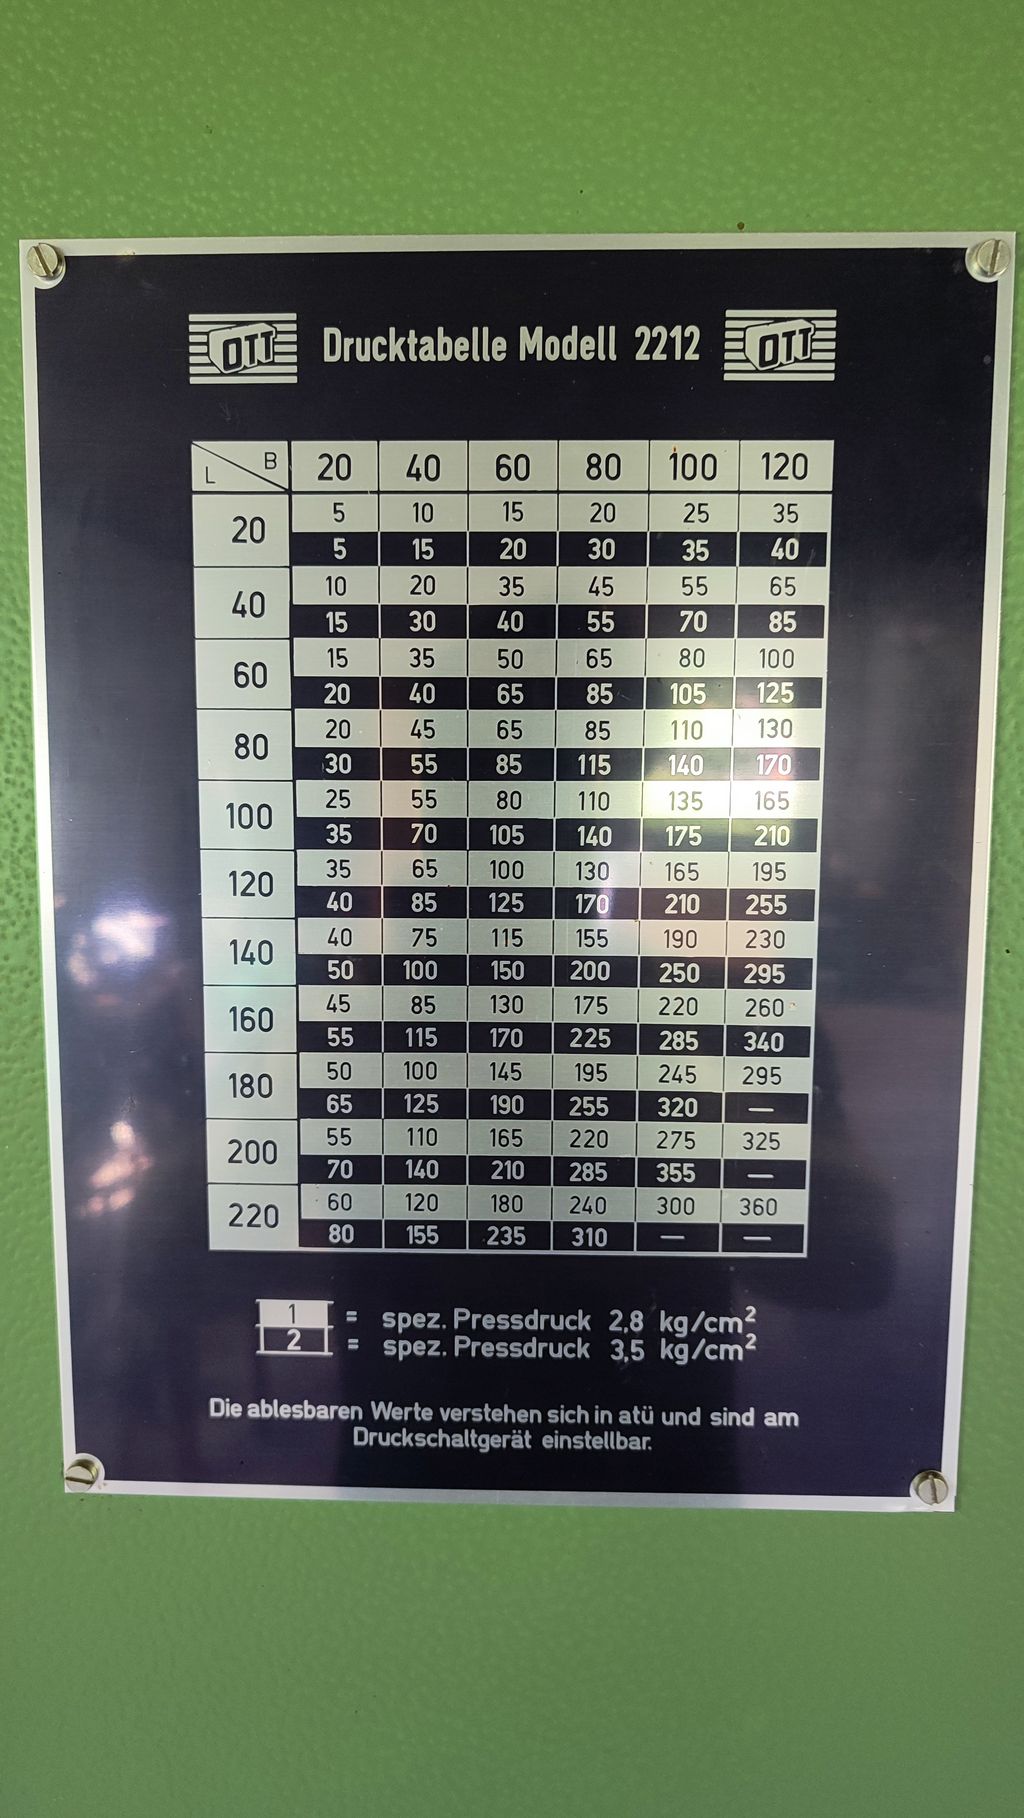 OTT Drucktabelle Modell 2212 OTT
L B 20 40 60 80 100 120
20 5 10 15 20 25 35
5 15 20 30 35 40
40 10 20 35 45 55 65
15 30 40 55 70 85
60 15 35 50 65 80 100
20 40 65 85 105 125
80 20 45 65 85 110 130
30 55 85 115 140 170
100 25 55 80 110 135 165
35 70 105 140 175 210
120 35 65 100 130 165 195
40 85 125 170 210 255
140 40 75 115 155 190 230
50 100 150 200 250 295
160 45 85 130 175 220 260
55 115 170 225 285 340
180 50 100 145 195 245 295
65 125 190 255 320 —
200 55 110 165 220 275 325
70 140 210 285 355 —
220 60 120 180 240 300 360
80 155 235 310 — —
1 = spez. Pressdruck 2,8 kg/cm²
2 = spez. Pressdruck 3,5 kg/cm²
Die ablesbaren Werte verstehen sich in atü und sind am
Druckschaltgerät einstellbar.